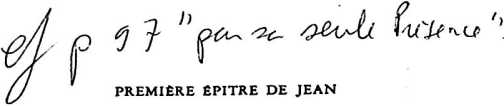 cf p 97 "par sa seule Présence".
PREMIÈRE ÉPITRE DE JEAN